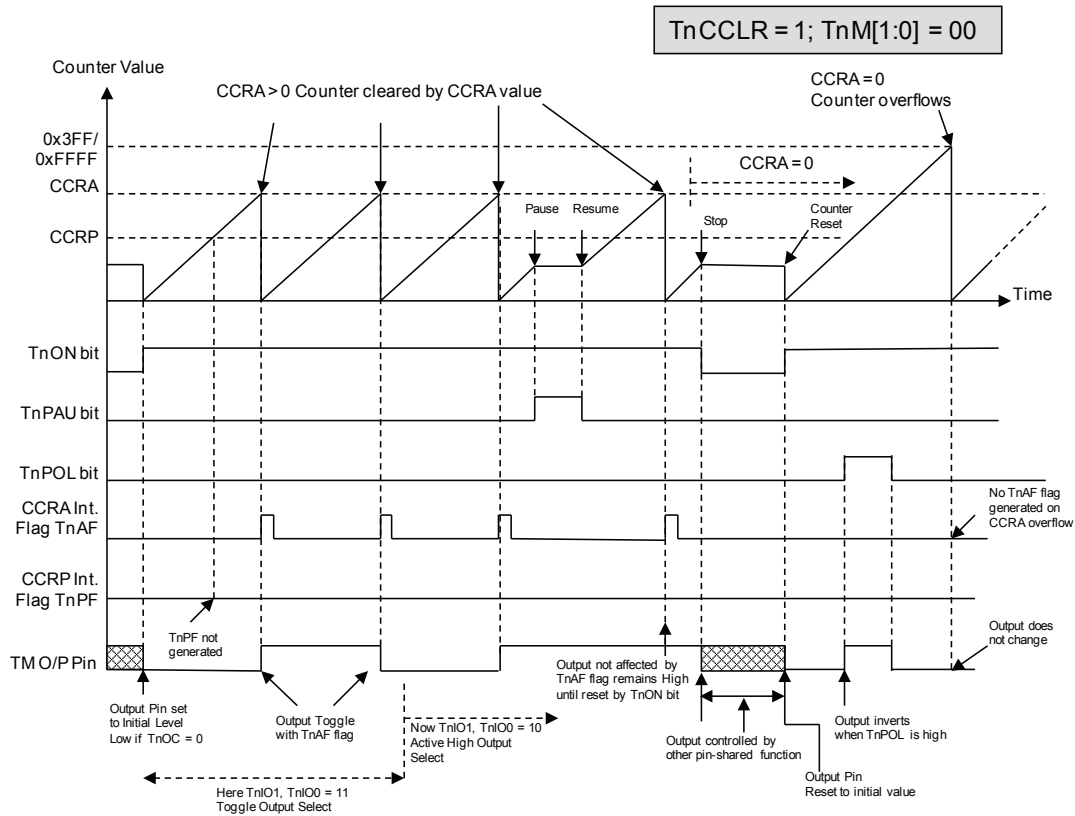 TnCCLR = 1; TnM[1:0] = 00
Counter Value
CCRA > 0 Counter cleared by CCRA value
CCRA = 0
Counter overflows
0x3FF/
0xFFFF
CCRA = 0
CCRA
Pause
Resume
Stop
Counter
Reset
CCRP
Time
TnON bit
TnPAU bit
TnPOL bit
CCRA Int.
Flag TnAF
No TnAF flag
generated on
CCRA overflow
CCRP Int.
Flag TnPF
TnPF not
generated
Output does
not change
TM O/P Pin
Output Pin set
to Initial Level
Low if TnOC = 0
Output Toggle
with TnAF flag
Now TnIO1, TnIO0 = 10
Active High Output
Select
Output not affected by
TnAF flag remains High
until reset by TnON bit
Output controlled by
other pin-shared function
Output inverts
when TnPOL is high
Output Pin
Reset to initial value
Here TnIO1, TnIO0 = 11
Toggle Output Select